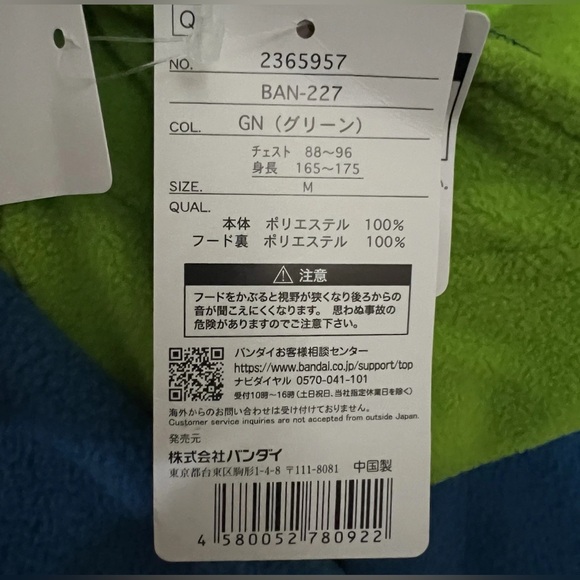 Q
NO. 2365957
BAN-227
COL. GN（グリーン）
チェスト 88～96
身長 165～175
SIZE. M
QUAL.
本体 ポリエステル 100%
フード裏 ポリエステル 100%
⚠ 注意
フードをかぶると視野が狭くなり後ろからの
音が聞こえにくくなります。思わぬ事故の
危険がありますのでご注意下さい。
バンダイお客様相談センター
https://www.bandai.co.jp/support/top
ナビダイヤル 0570-041-101
受付10時～16時（土日祝日、当社指定休業日を除く）
海外からのお問い合わせは受け付けておりません。
Customer service inquiries are not accepted from outside Japan.
発売元
株式会社バンダイ
東京都台東区駒形1-4-8 〒111-8081 中国製
4 580052 780922